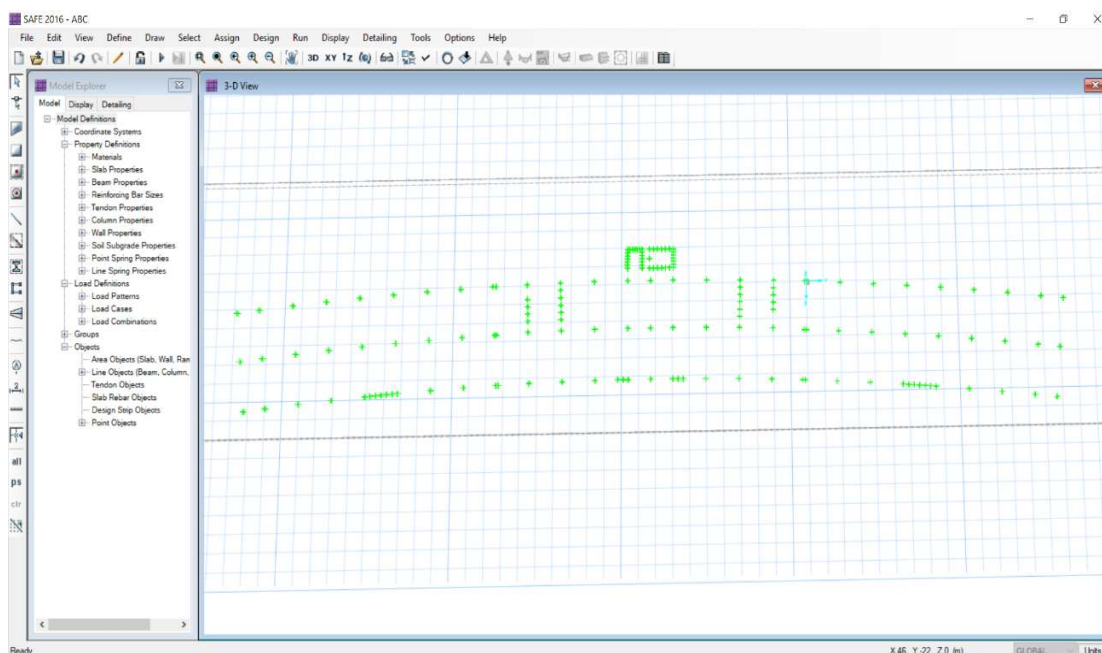 SAFE 2016 - ABC
File Edit View Define Draw Select Assign Design Run Display Detailing Tools Options Help
3D XY
Model Explorer
3-D View
Model Display Detailing
Model Definitions
Coordinate Systems
Property Definitions
Materials
Slab Properties
Beam Properties
Reinforcing Bar Sizes
Tendon Properties
Column Properties
Wall Properties
Soil Subgrade Properties
Point Spring Properties
Line Spring Properties
Load Definitions
Load Patterns
Load Cases
Load Combinations
Groups
Objects
Area Objects (Slab, Wall, Ran
Line Objects (Beam, Column,
Tendon Objects
Slab Rebar Objects
Design Strip Objects
Point Objects
all
ps
clr
Ready
X 46 Y -22 Z 0 (m) GLOBAL Units